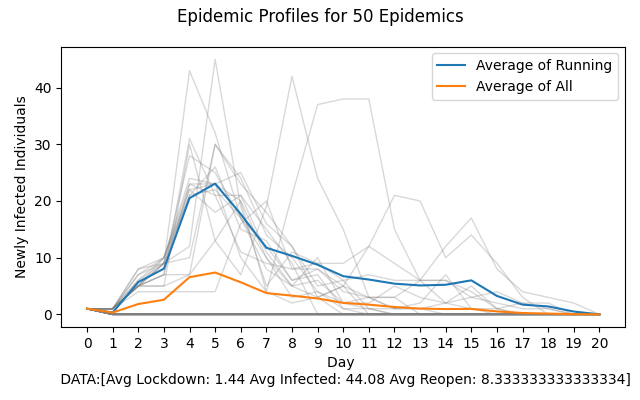 Epidemic Profiles for 50 Epidemics
Average of Running
Average of All
Newly Infected Individuals
40
30
20
10
0
0 1 2 3 4 5 6 7 8 9 10 11 12 13 14 15 16 17 18 19 20
Day
DATA:[Avg Lockdown: 1.44 Avg Infected: 44.08 Avg Reopen: 8.333333333333334]